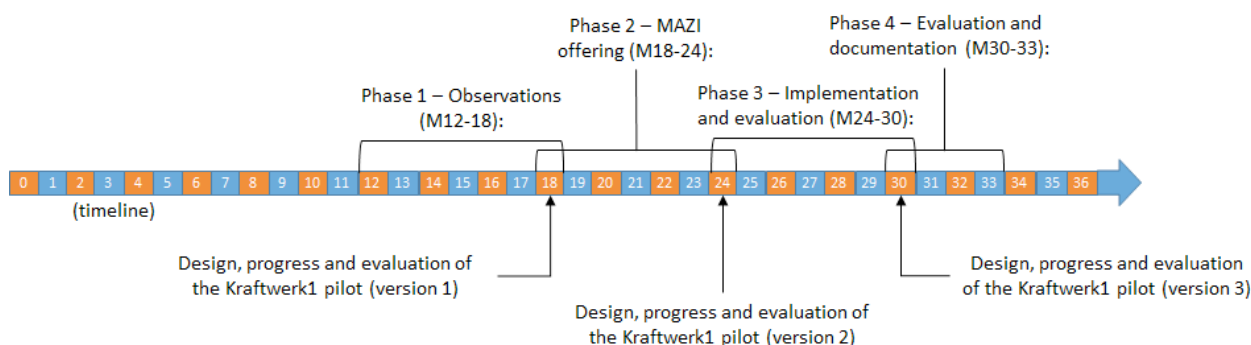 Phase 2 – MAZI
offering (M18-24):
Phase 4 – Evaluation and
documentation (M30-33):
Phase 1 – Observations
(M12-18):
Phase 3 – Implementation
and evaluation (M24-30):
0 1 2 3 4 5 6 7 8 9 10 11 12 13 14 15 16 17 18 19 20 21 22 23 24 25 26 27 28 29 30 31 32 33 34 35 36
(timeline)
Design, progress and evaluation of
the Kraftwerk1 pilot (version 1)
Design, progress and evaluation of
the Kraftwerk1 pilot (version 2)
Design, progress and evaluation
of the Kraftwerk1 pilot (version 3)